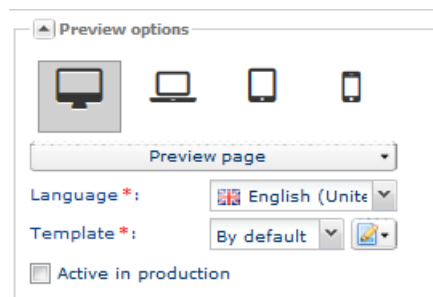 Preview options
Preview page
Language*:
English (Unite
Template*:
By default
Active in production